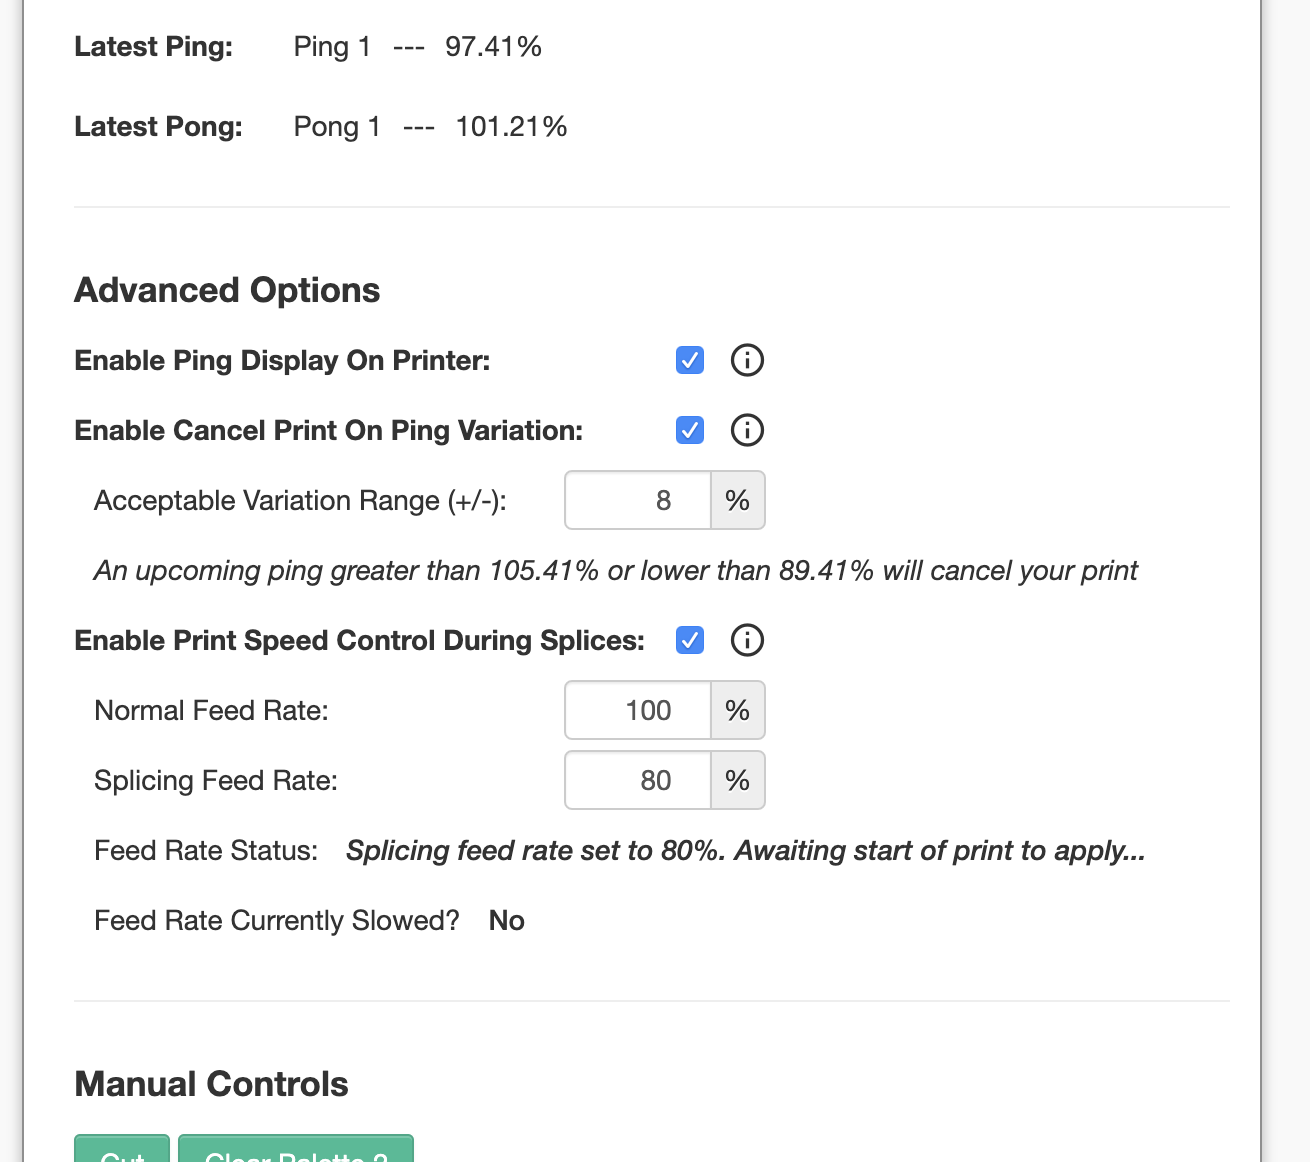 Latest Ping: Ping 1 --- 97.41%
Latest Pong: Pong 1 --- 101.21%
Advanced Options
Enable Ping Display On Printer:
Enable Cancel Print On Ping Variation:
Acceptable Variation Range (+/-): 8 %
An upcoming ping greater than 105.41% or lower than 89.41% will cancel your print
Enable Print Speed Control During Splices:
Normal Feed Rate: 100 %
Splicing Feed Rate: 80 %
Feed Rate Status: Splicing feed rate set to 80%. Awaiting start of print to apply...
Feed Rate Currently Slowed? No
Manual Controls
Cut Clear Palette 2